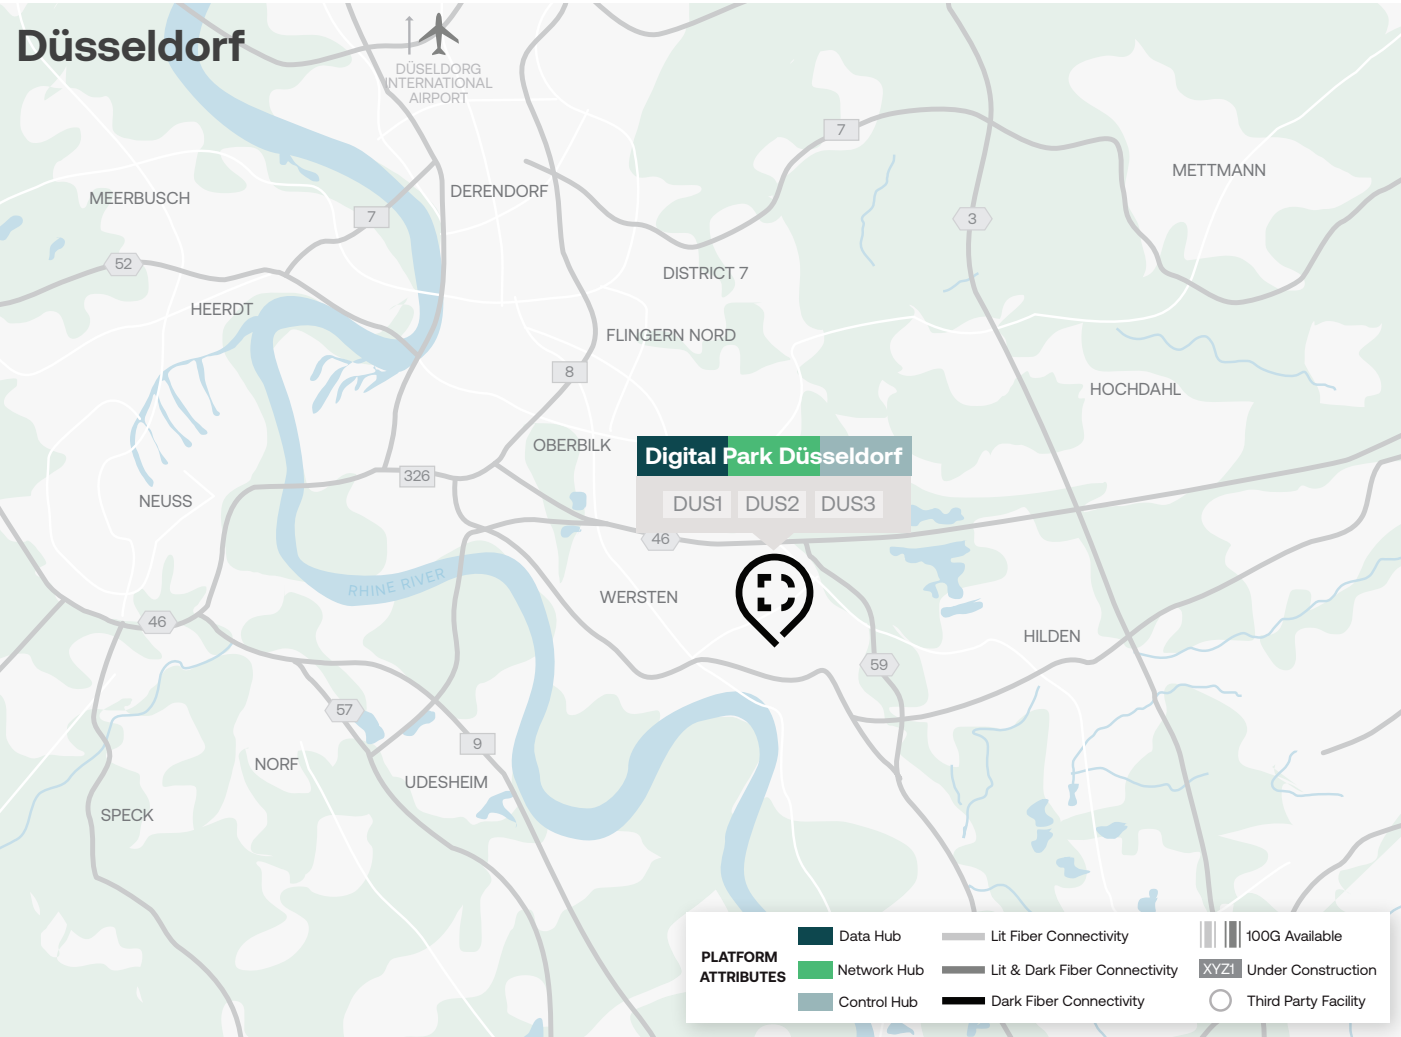 Düsseldorf
DÜSELDORG
INTERNATIONAL
AIRPORT
7
METTMANN
MEERBUSCH
DERENDORF
7
3
52
DISTRICT 7
HEERDT
FLINGERN NORD
8
HOCHDAHL
OBERBILK
Digital Park Düsseldorf
326
NEUSS
DUS1 DUS2 DUS3
46
RHINE RIVER
WERSTEN
46
HILDEN
59
57
9
NORF
UDESHEIM
SPECK
PLATFORM
ATTRIBUTES
Data Hub
Network Hub
Control Hub
Lit Fiber Connectivity
Lit & Dark Fiber Connectivity
Dark Fiber Connectivity
100G Available
XYZ1 Under Construction
Third Party Facility